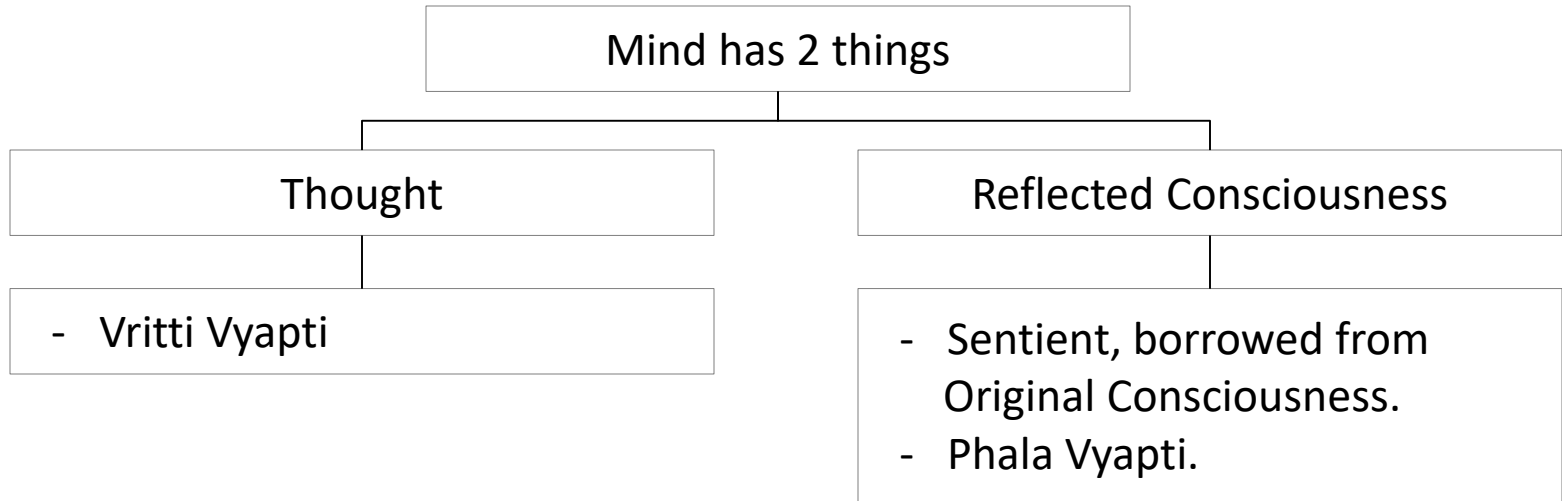 Mind has 2 things
Thought
Reflected Consciousness
- Vritti Vyapti
- Sentient, borrowed from
Original Consciousness.
- Phala Vyapti.